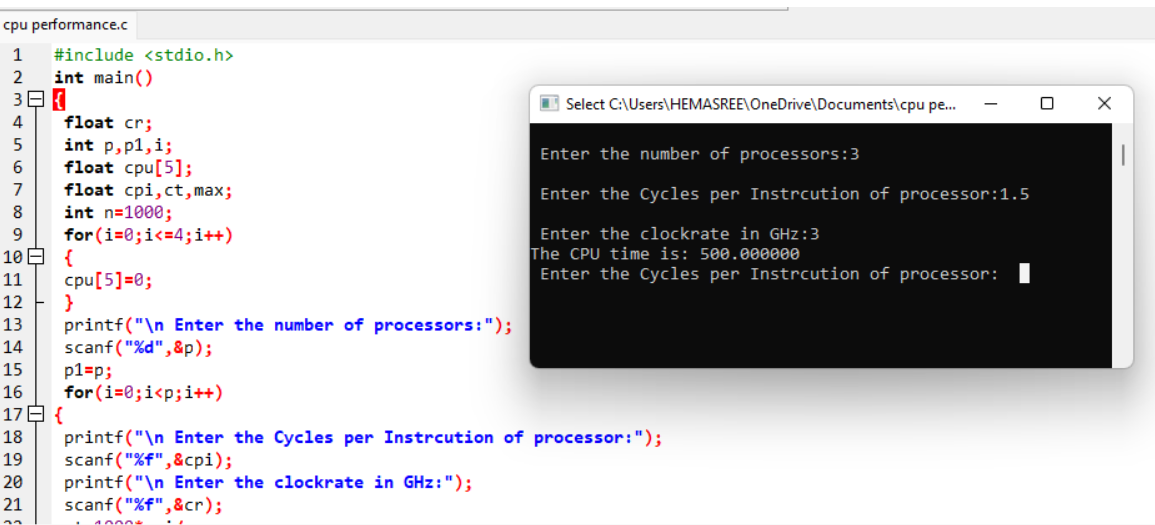 cpu performance.c
1 #include <stdio.h>
2 int main()
3 {
4 float cr;
5 int p,p1,i;
6 float cpu[5];
7 float cpi,ct,max;
8 int n=1000;
9 for(i=0;i<=4;i++)
10 {
11 cpu[5]=0;
12 }
13 printf("\n Enter the number of processors:");
14 scanf("%d",&p);
15 p1=p;
16 for(i=0;i<p;i++)
17 {
18 printf("\n Enter the Cycles per Instrcution of processor:");
19 scanf("%f",&cpi);
20 printf("\n Enter the clockrate in GHz:");
21 scanf("%f",&cr);
Select C:\Users\HEMASREE\OneDrive\Documents\cpu pe...
Enter the number of processors:3
Enter the Cycles per Instrcution of processor:1.5
Enter the clockrate in GHz:3
The CPU time is: 500.000000
Enter the Cycles per Instrcution of processor: